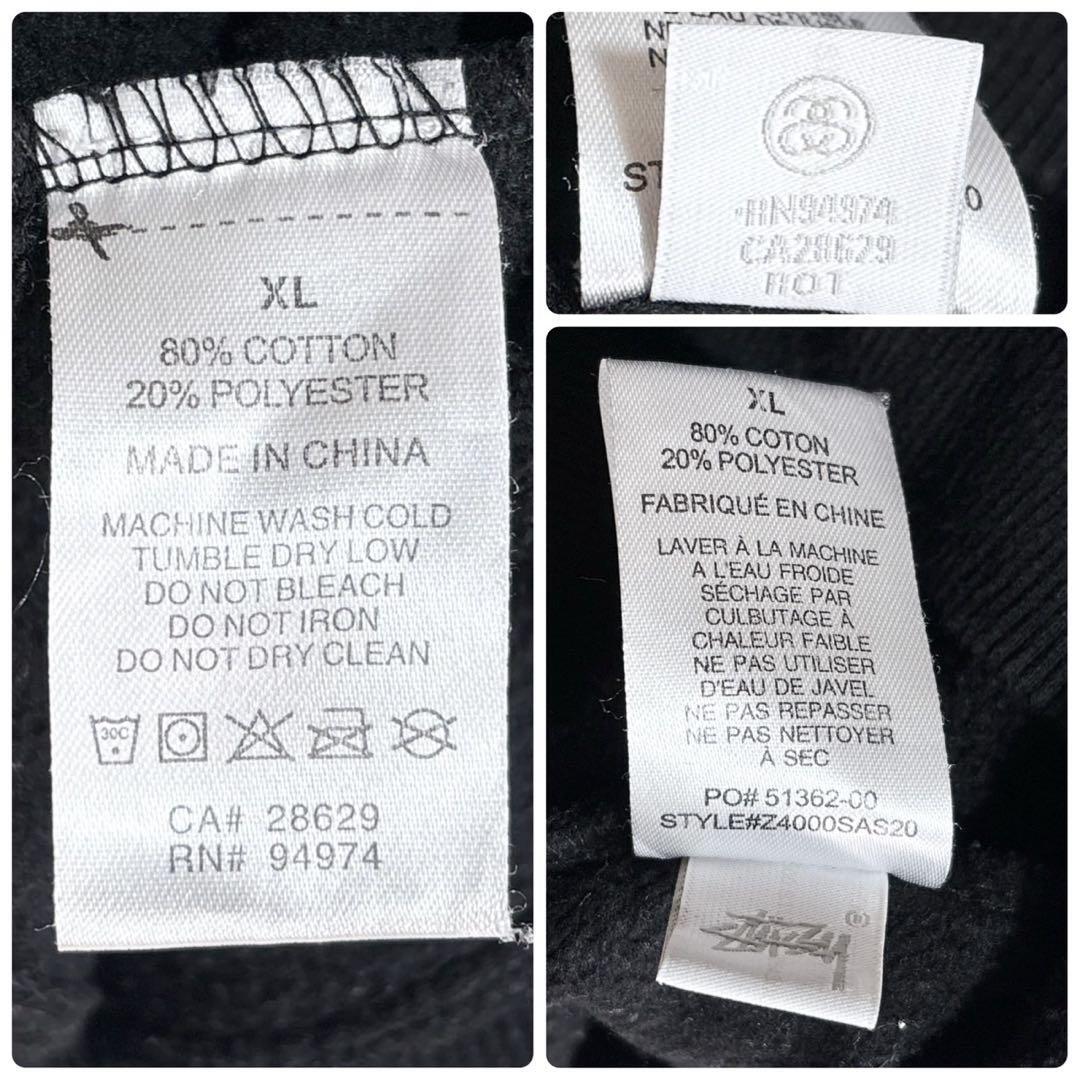 XL
80% COTTON
20% POLYESTER
MADE IN CHINA
MACHINE WASH COLD
TUMBLE DRY LOW
DO NOT BLEACH
DO NOT IRON
DO NOT DRY CLEAN
30C
CA# 28629
RN# 94974
RN94974
CA28629
XL
80% COTON
20% POLYESTER
FABRIQUÉ EN CHINE
LAVER À LA MACHINE
A L'EAU FROIDE
SÉCHAGE PAR
CULBUTAGE À
CHALEUR FAIBLE
NE PAS UTILISER
D'EAU DE JAVEL
NE PAS REPASSER
NE PAS NETTOYER
À SEC
PO# 51362-00
STYLE#Z4000SAS20
Stüssy ®